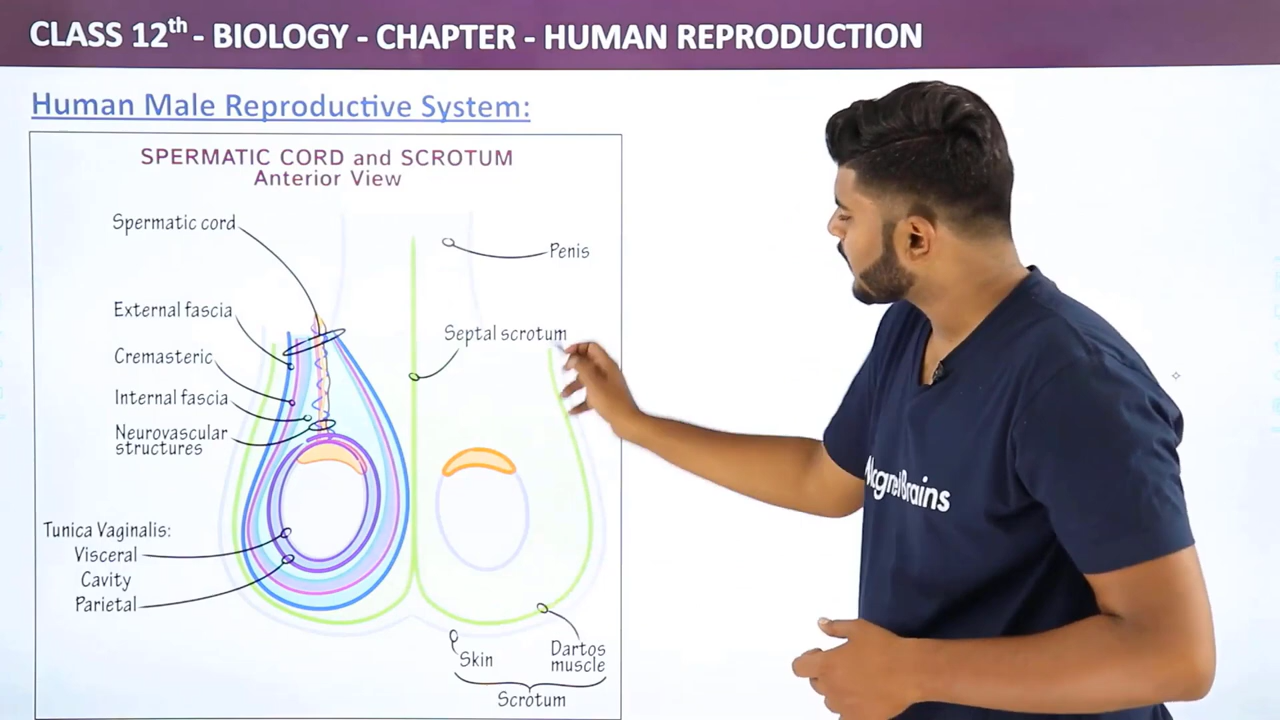 CLASS 12th - BIOLOGY - CHAPTER - HUMAN REPRODUCTION
Human Male Reproductive System:
SPERMATIC CORD and SCROTUM
Anterior View
Spermatic cord
Penis
External fascia
Septal scrotum
Cremasteric
Internal fascia
Neurovascular
structures
Tunica Vaginalis:
Visceral
Cavity
Parietal
Skin
Dartos
muscle
Scrotum
MagnetBrains